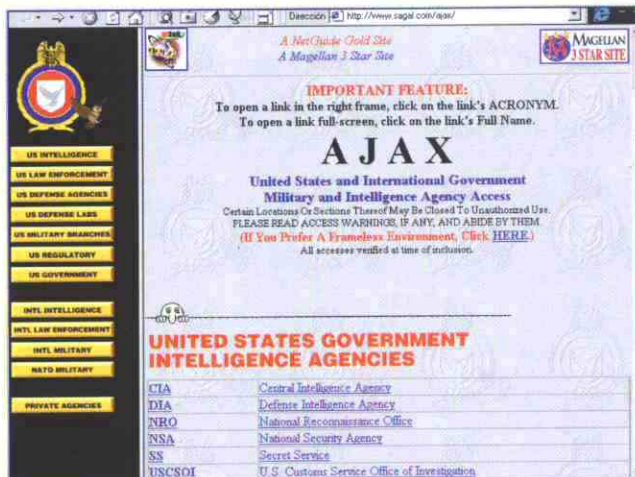 Dirección http://www.sagal.com/ajax/
A NetGuide Gold Site
A Magellan 3 Star Site
MAGELLAN
3 STAR SITE
IMPORTANT FEATURE:
To open a link in the right frame, click on the link's ACRONYM.
To open a link full-screen, click on the link's Full Name.
AJAX
United States and International Government
Military and Intelligence Agency Access
Certain Locations Or Sections Thereof May Be Closed To Unauthorized Use.
PLEASE READ ACCESS WARNINGS, IF ANY, AND ABIDE BY THEM.
(If You Prefer A Frameless Environment, Click HERE.)
All accesses verified at time of inclusion.
US INTELLIGENCE
US LAW ENFORCEMENT
US DEFENSE AGENCIES
US DEFENSE LABS
US MILITARY BRANCHES
US REGULATORY
US GOVERNMENT
INTL INTELLIGENCE
INTL LAW ENFORCEMENT
INTL MILITARY
NATO MILITARY
PRIVATE AGENCIES
UNITED STATES GOVERNMENT
INTELLIGENCE AGENCIES
CIA Central Intelligence Agency
DIA Defense Intelligence Agency
NRO National Reconnaissance Office
NSA National Security Agency
SS Secret Service
USCSOI U.S. Customs Service Office of Investigation